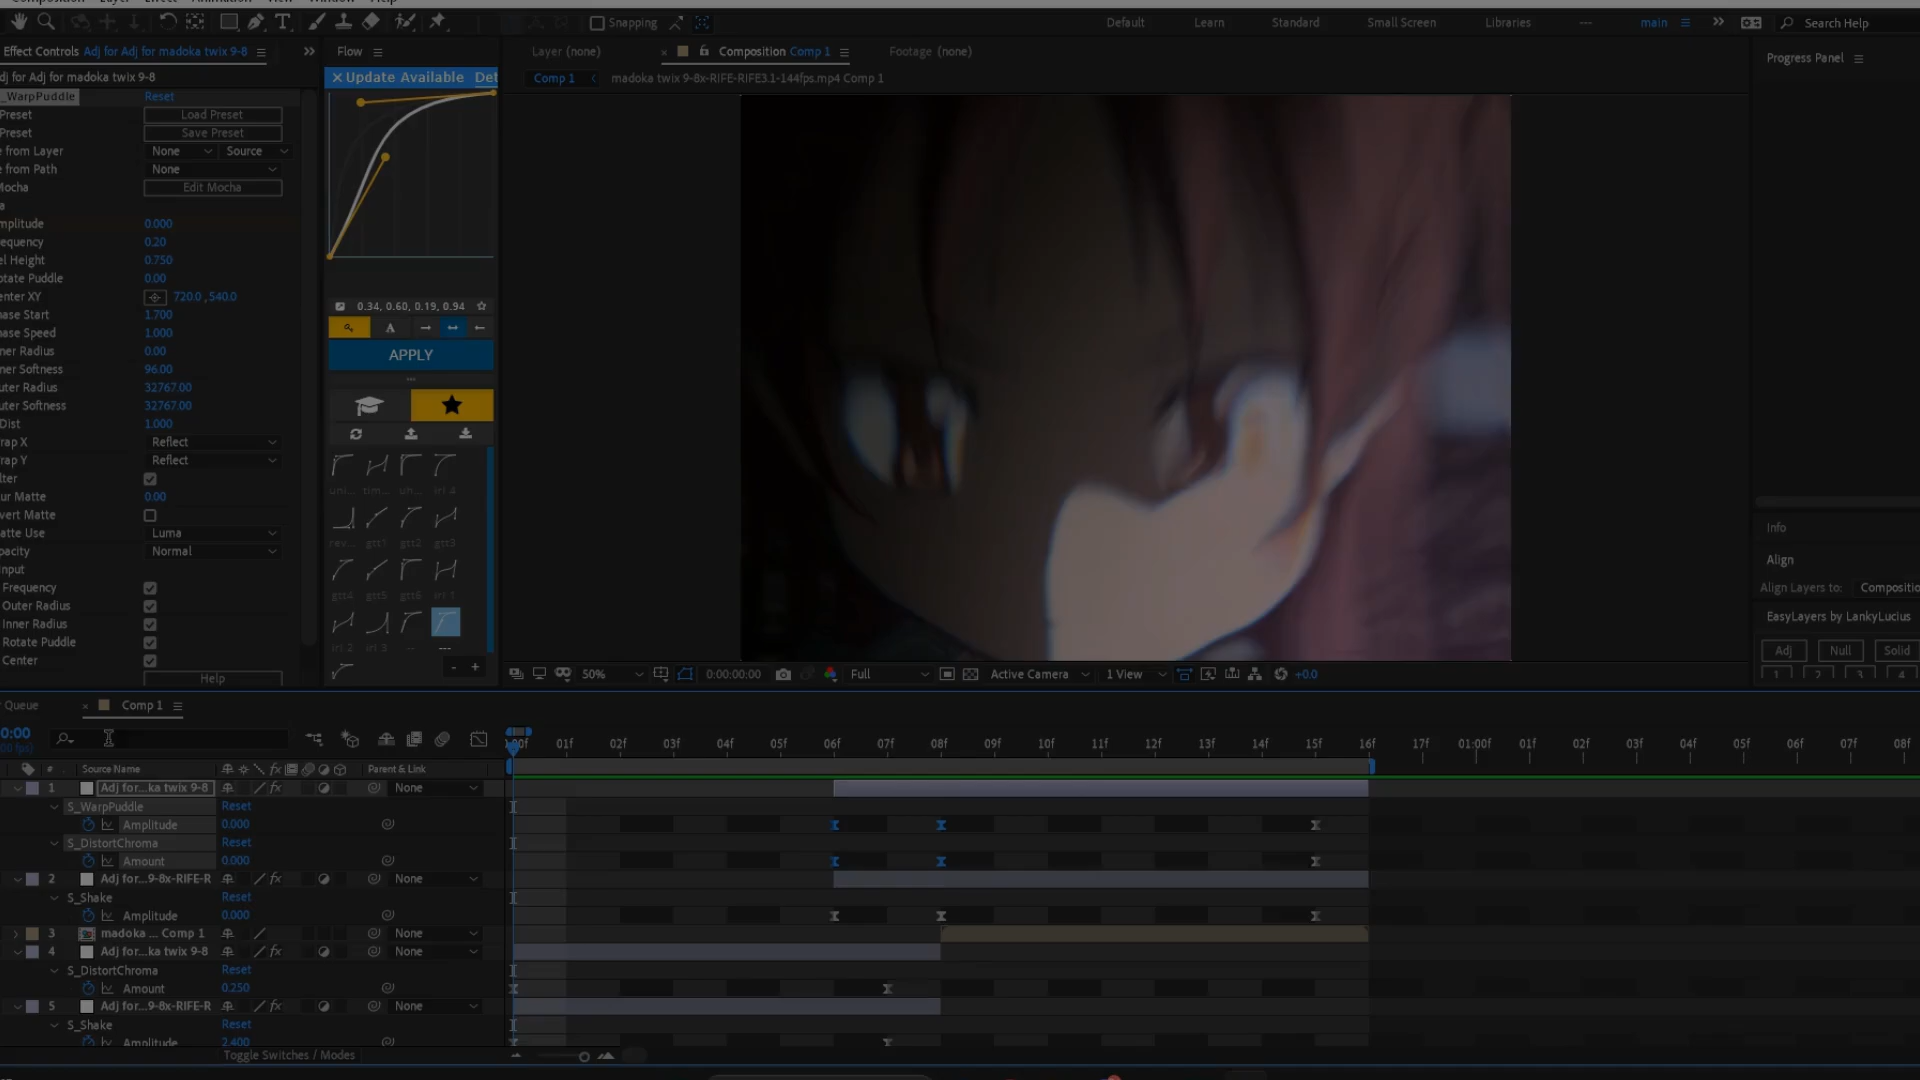 Composition Layer Effect Animation View Window Help
Snapping
Default Learn Standard Small Screen Libraries main Search Help
Effect Controls Adj for Adj for madoka twix 9-8
Flow
Layer (none) Composition Comp 1 Footage (none)
Progress Panel
dj for Adj for madoka twix 9-8
Update Available Det
Comp 1 madoka twix 9-8x-RIFE-RIFE3.1-144fps.mp4 Comp 1
_WarpPuddle Reset
Preset Load Preset
Preset Save Preset
e from Layer None Source
e from Path None
Mocha Edit Mocha
a
mplitude 0.000
equency 0.20
el Height 0.750
otate Puddle 0.00
enter XY 720.0 ,540.0
hase Start 1.700
hase Speed 1.000
ner Radius 0.00
ner Softness 96.00
uter Radius 32767.00
uter Softness 32767.00
Dist 1.000
rap X Reflect
rap Y Reflect
lter
ur Matte 0.00
vert Matte
atte Use Luma
pacity Normal
Input
Frequency
Outer Radius
Inner Radius
Rotate Puddle
Center
Help
0.34, 0.60, 0.19, 0.94
A
APPLY
uni... tim... un... irl 4
rev... gtt1 gtt2 gtt3
gtt4 gtt5 gtt6 irl 1
irl 2 irl 3 -- ---
- +
50% 0:00:00:00 Full Active Camera 1 View +0.0
Info
Align
Align Layers to: Compositio
EasyLayers by LankyLucius
Adj Null Solid
1 2 3 4
r Queue Comp 1
0:00
00 fps)
:00f 01f 02f 03f 04f 05f 06f 07f 08f 09f 10f 11f 12f 13f 14f 15f 16f 17f 01:00f 01f 02f 03f 04f 05f 06f 07f 08f
# Source Name fx Parent & Link
1 Adj for...ka twix 9-8 fx None
S_WarpPuddle Reset
Amplitude 0.000
S_DistortChroma Reset
Amount 0.000
2 Adj for...9-8x-RIFE-R fx None
S_Shake Reset
Amplitude 0.000
3 madoka ... Comp 1 None
4 Adj for...ka twix 9-8 fx None
S_DistortChroma Reset
Amount 0.250
5 Adj for...9-8x-RIFE-R fx None
S_Shake Reset
Amplitude 2.400
Toggle Switches / Modes